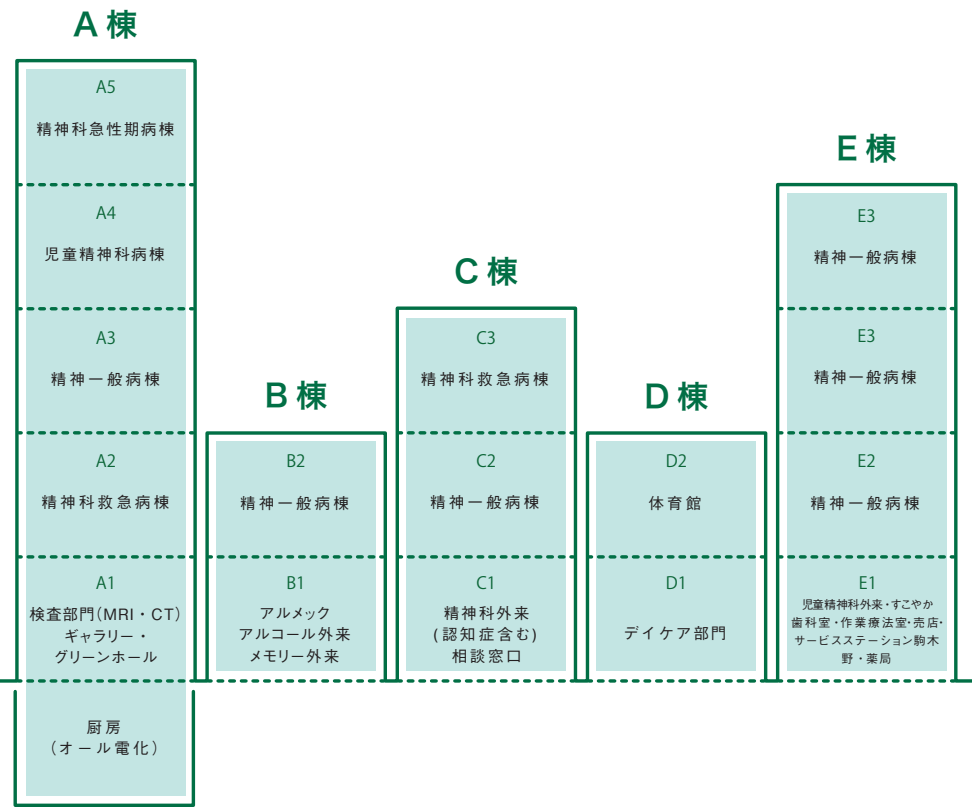 A棟
A5
精神科急性期病棟
A4
児童精神科病棟
A3
精神一般病棟
A2
精神科救急病棟
A1
検査部門(MRI・CT)
ギャラリー・
グリーンホール
厨房
(オール電化)
B棟
B2
精神一般病棟
B1
アルメック
アルコール外来
メモリー外来
C棟
C3
精神科救急病棟
C2
精神一般病棟
C1
精神科外来
(認知症含む)
相談窓口
D棟
D2
体育館
D1
デイケア部門
E棟
E3
精神一般病棟
E3
精神一般病棟
E2
精神一般病棟
E1
児童精神科外来・すこやか
歯科室・作業療法室・売店・
サービスステーション駒木
野・薬局